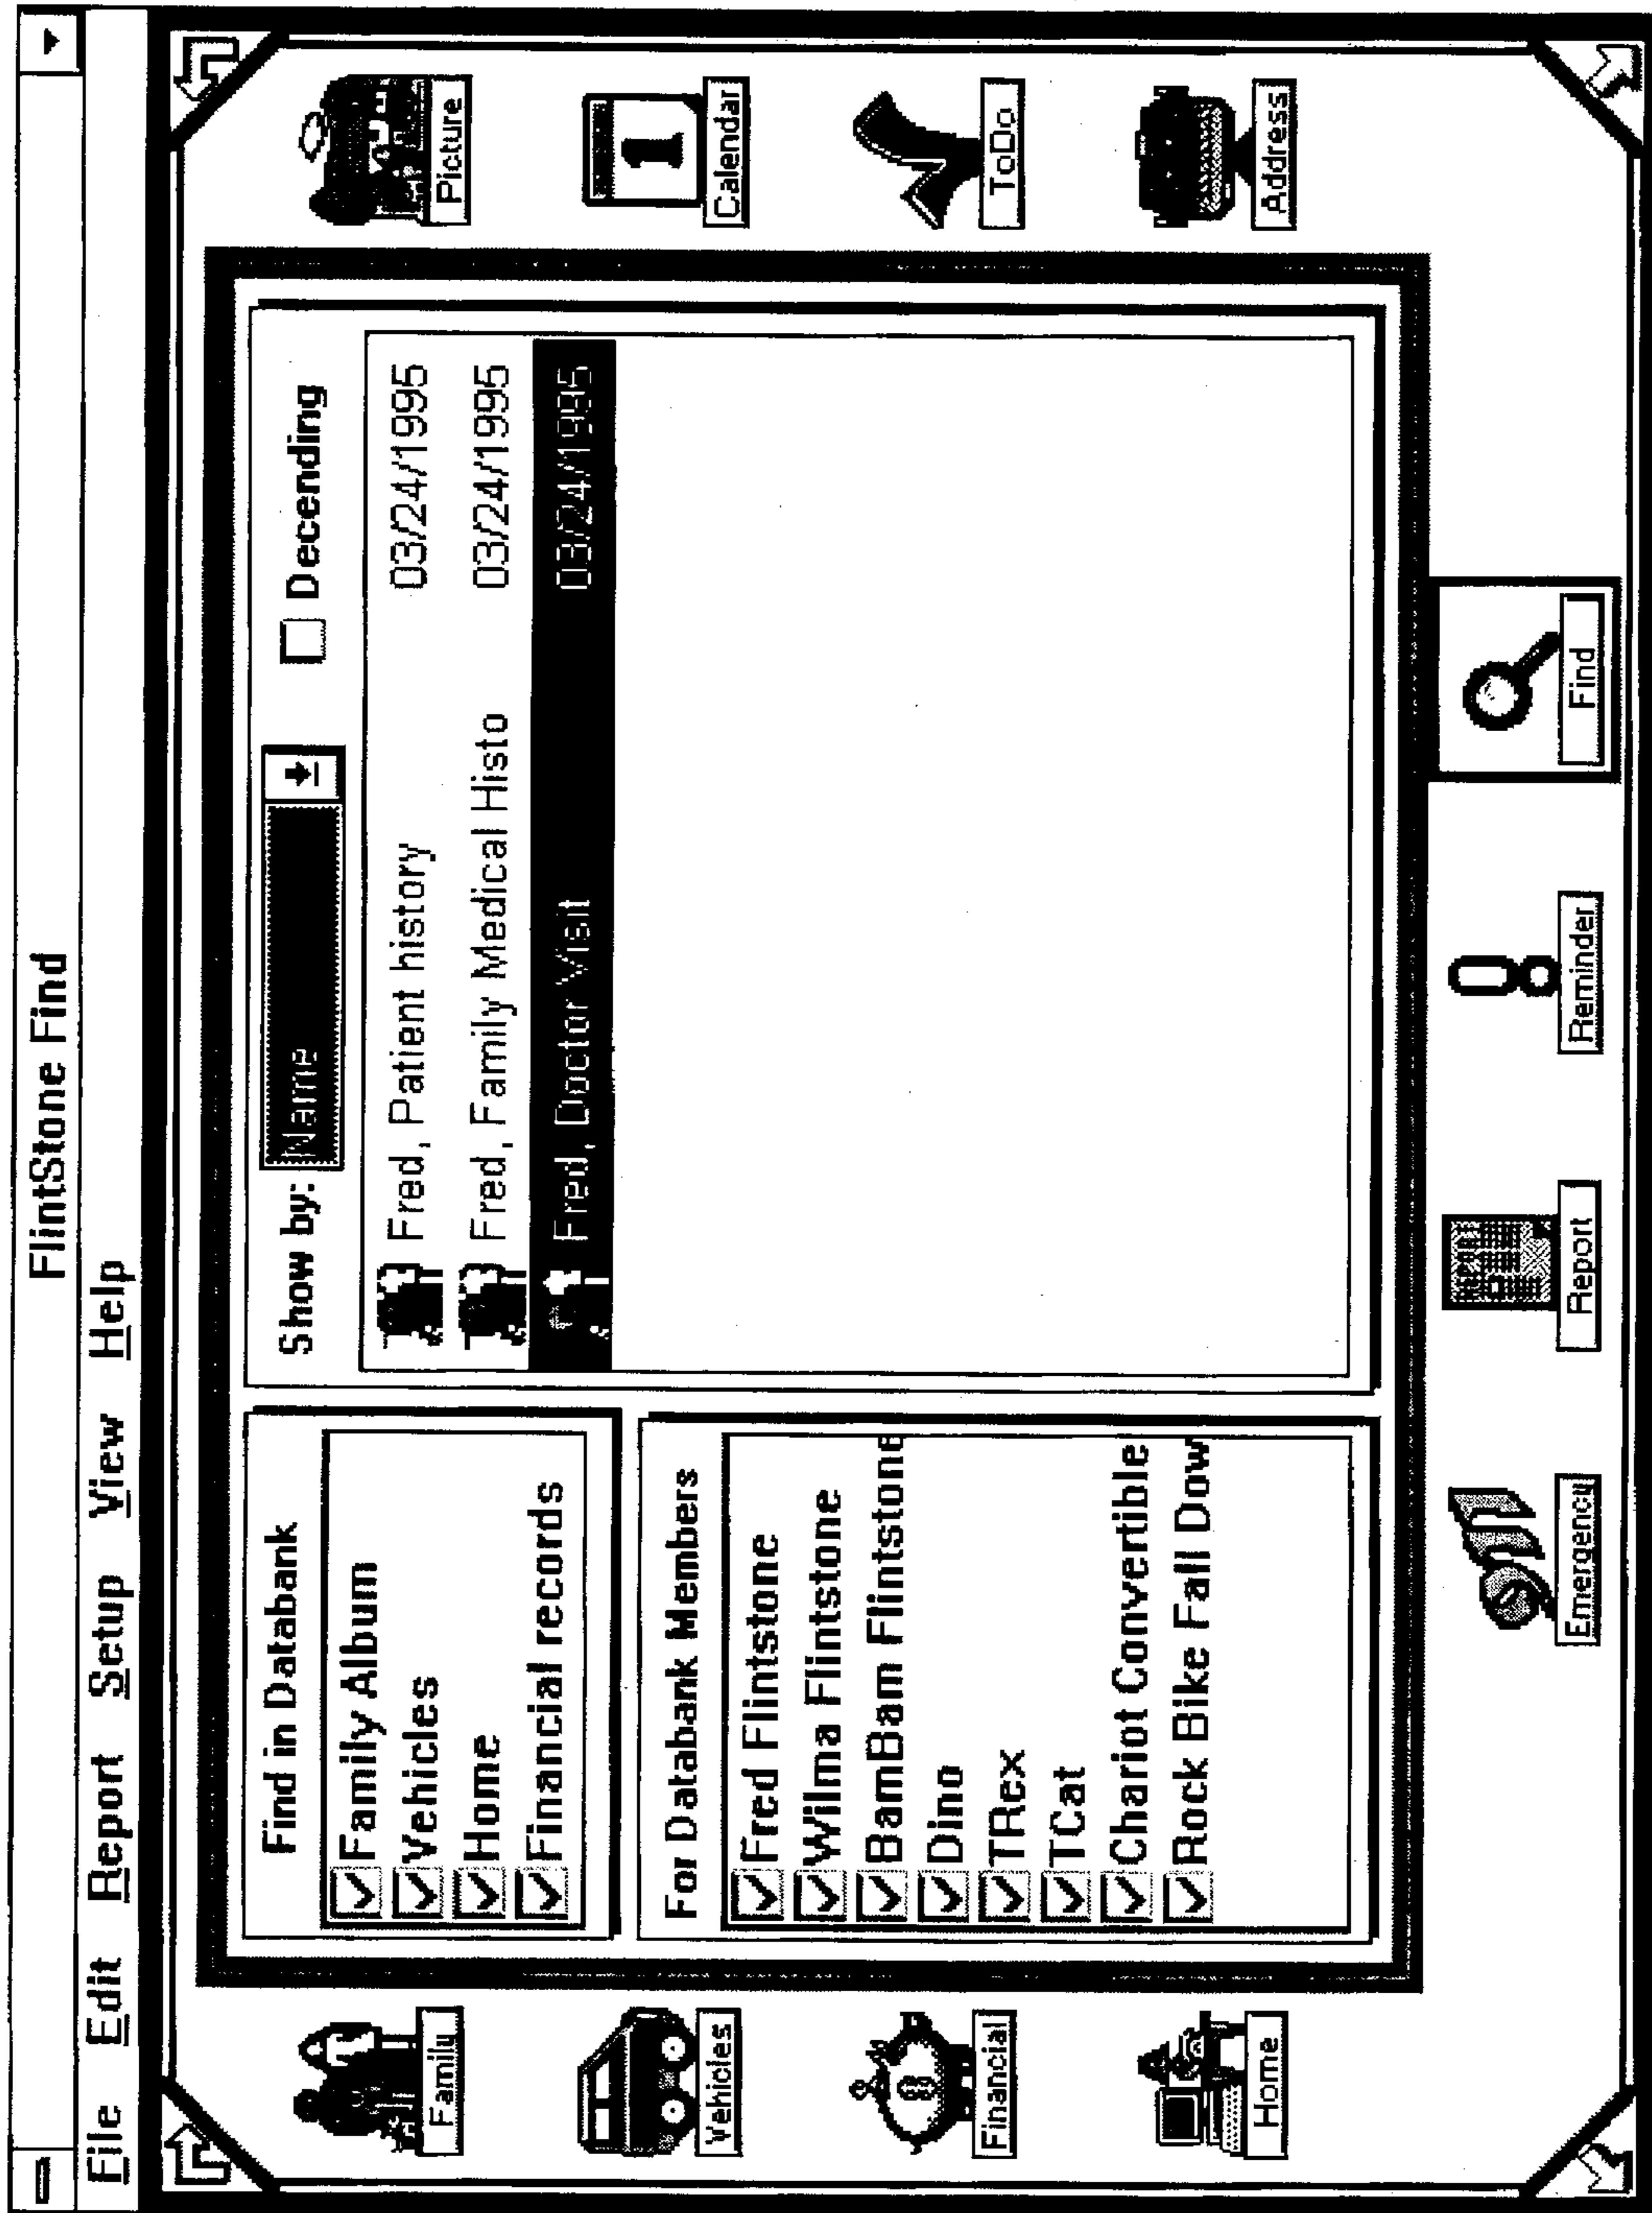 FlintStone Find
File Edit Report Setup View Help
Family
Vehicles
Financial
Home
Find in Databank
Family Album
Vehicles
Home
Financial records
For Databank Members
Fred Flintstone
Wilma Flintstone
BamBam Flintstone
Dino
TRex
TCat
Chariot Convertible
Rock Bike Fall Dow
Show by: Name Decending
Fred, Patient history 03/24/1995
Fred, Family Medical Histo 03/24/1995
Fred, Doctor Visit 03/24/1995
Picture
1
Calendar
ToDo
Address
Emergency
REPORT
Report
Reminder
Find